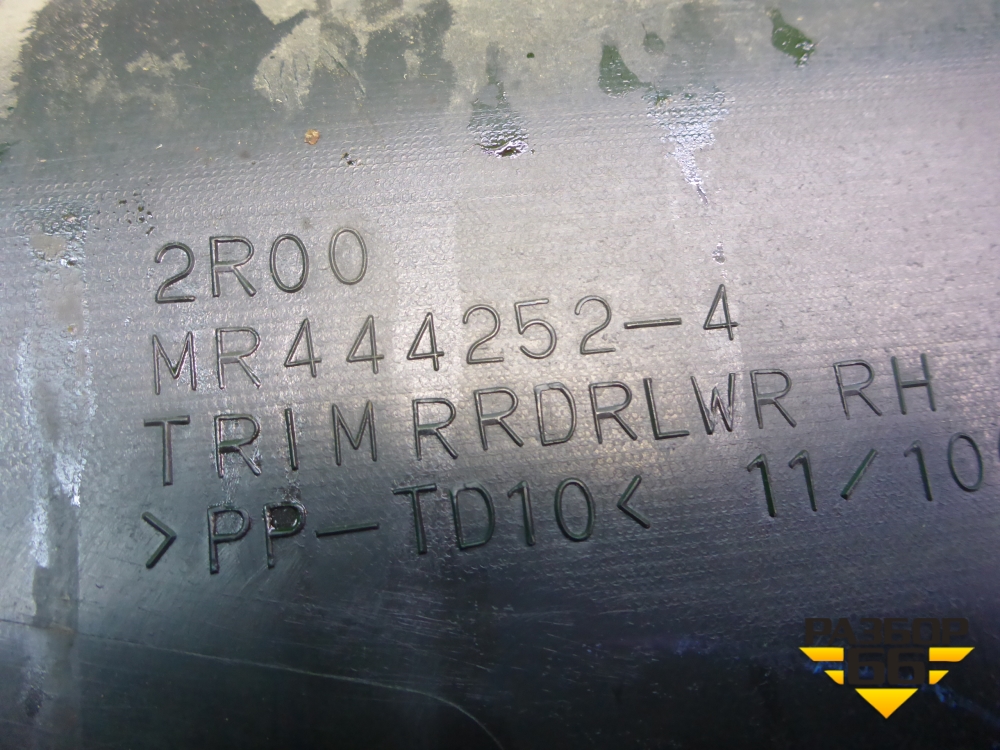 2R00
MR444252-4
TRIM RRDRLWR RH
>PP-TD10< 11/10
РАЗБОР
66